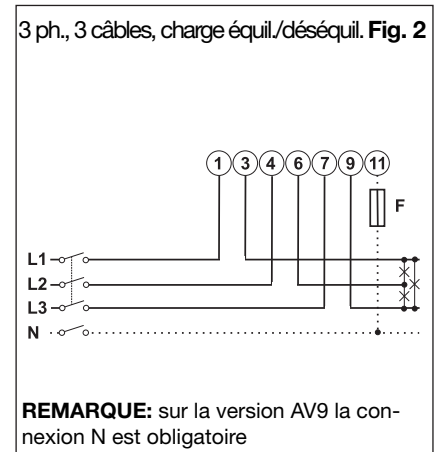 3 ph., 3 câbles, charge équil./déséquil. Fig. 2
1 3 4 6 7 9 11
F
L1
L2
L3
N
REMARQUE: sur la version AV9 la con-
nexion N est obligatoire